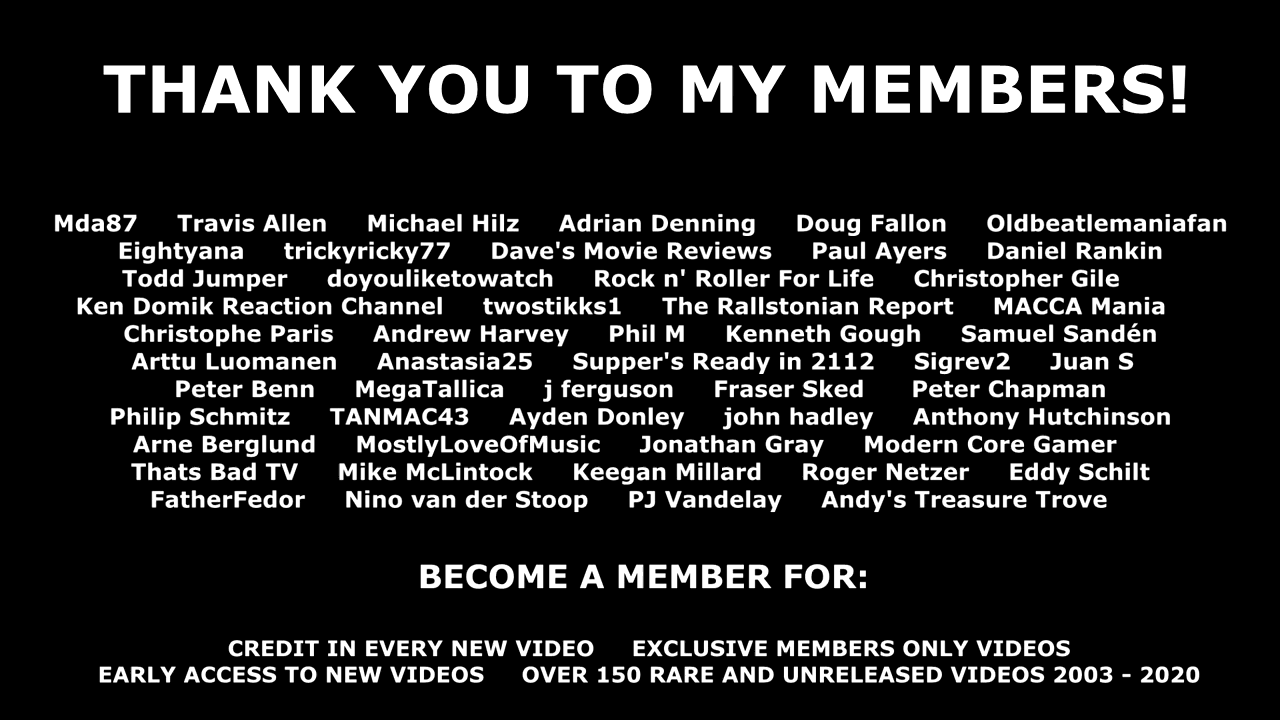 THANK YOU TO MY MEMBERS!
Mda87 Travis Allen Michael Hilz Adrian Denning Doug Fallon Oldbeatlemaniafan
Eightyana trickyricky77 Dave's Movie Reviews Paul Ayers Daniel Rankin
Todd Jumper doyouliketowatch Rock n' Roller For Life Christopher Gile
Ken Domik Reaction Channel twostikks1 The Rallstonian Report MACCA Mania
Christophe Paris Andrew Harvey Phil M Kenneth Gough Samuel Sandén
Arttu Luomanen Anastasia25 Supper's Ready in 2112 Sigrev2 Juan S
Peter Benn MegaTallica j ferguson Fraser Sked Peter Chapman
Philip Schmitz TANMAC43 Ayden Donley john hadley Anthony Hutchinson
Arne Berglund MostlyLoveOfMusic Jonathan Gray Modern Core Gamer
Thats Bad TV Mike McLintock Keegan Millard Roger Netzer Eddy Schilt
FatherFedor Nino van der Stoop PJ Vandelay Andy's Treasure Trove
BECOME A MEMBER FOR:
CREDIT IN EVERY NEW VIDEO EXCLUSIVE MEMBERS ONLY VIDEOS
EARLY ACCESS TO NEW VIDEOS OVER 150 RARE AND UNRELEASED VIDEOS 2003 - 2020